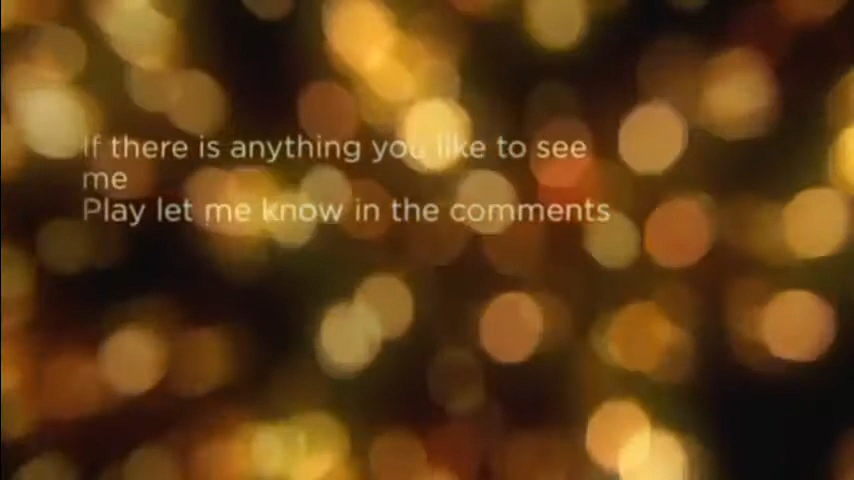 If there is anything you like to see
me
Play let me know in the comments